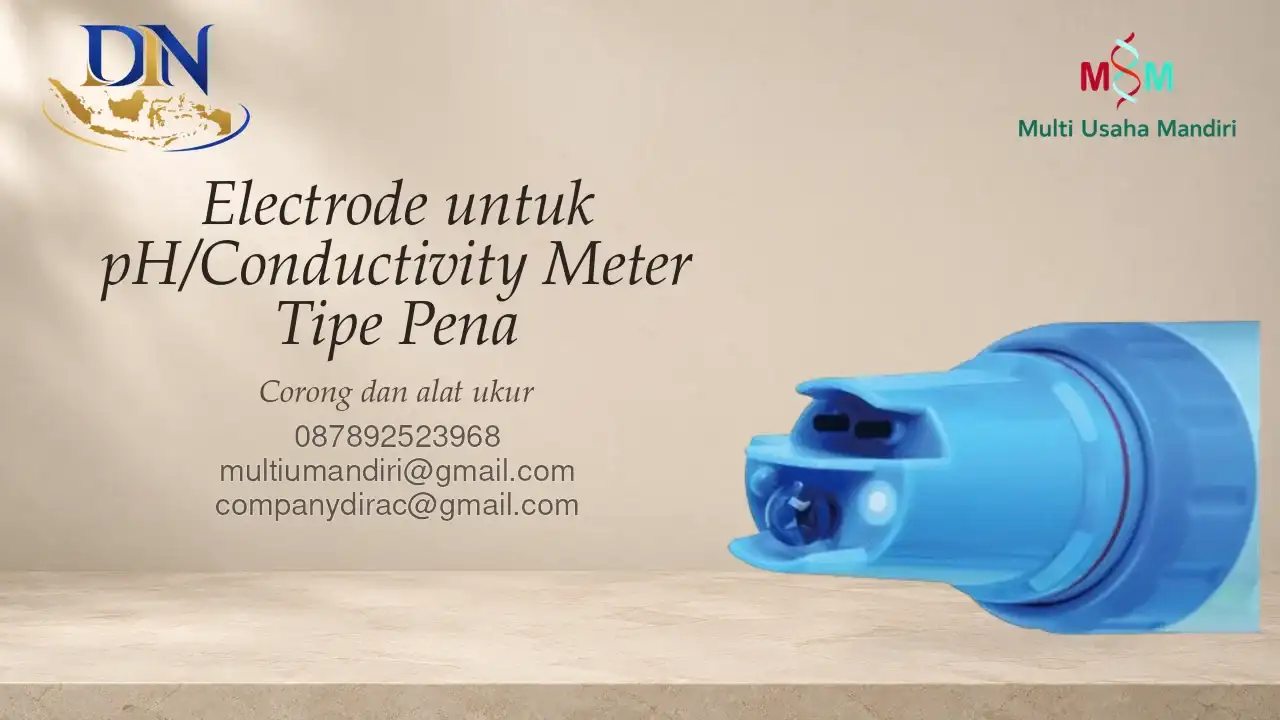 DIN
MSM
Multi Usaha Mandiri
Electrode untuk
pH/Conductivity Meter
Tipe Pena
Corong dan alat ukur
087892523968
multiumandiri@gmail.com
companydirac@gmail.com